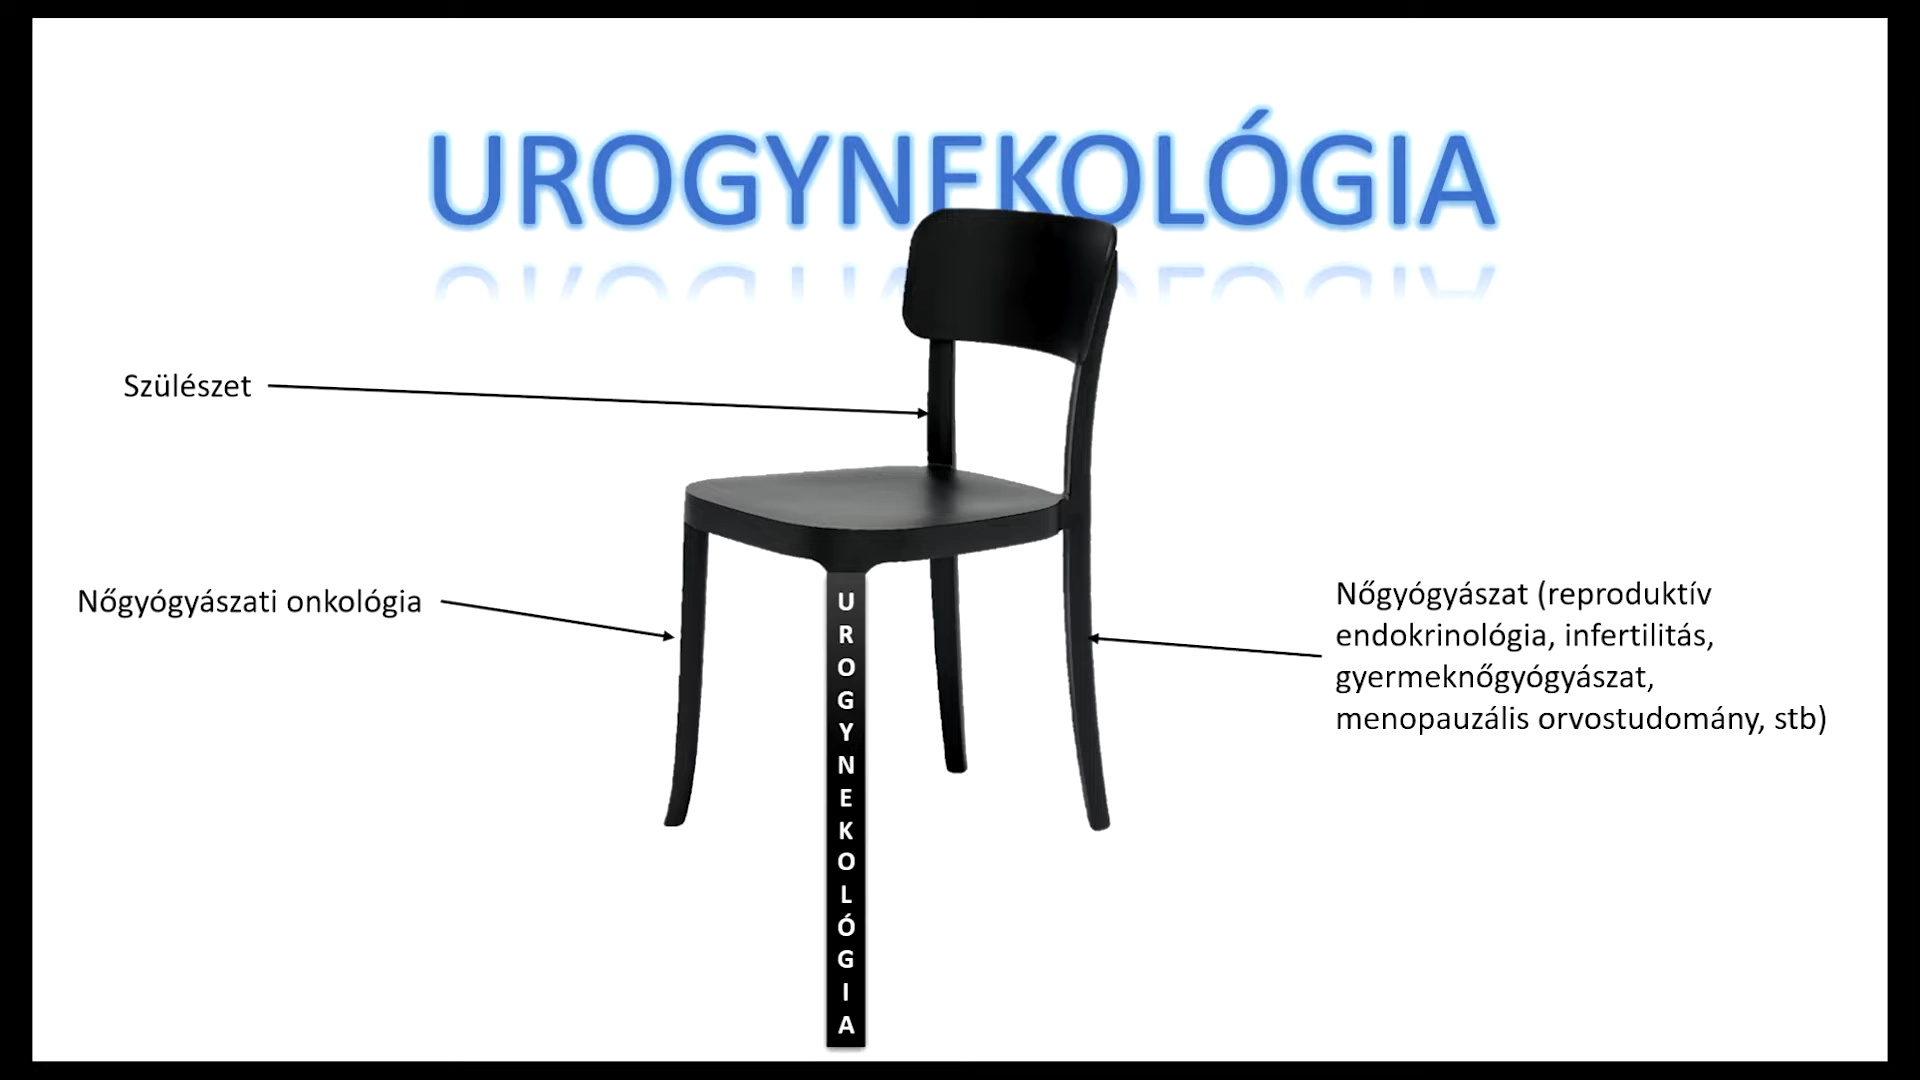 UROGYNEKOLÓGIA
Szülészet
Nőgyógyászati onkológia
Nőgyógyászat (reproduktív
endokrinológia, infertilitás,
gyermeknőgyógyászat,
menopauzális orvostudomány, stb)
UROGYNEKOLÓGIA